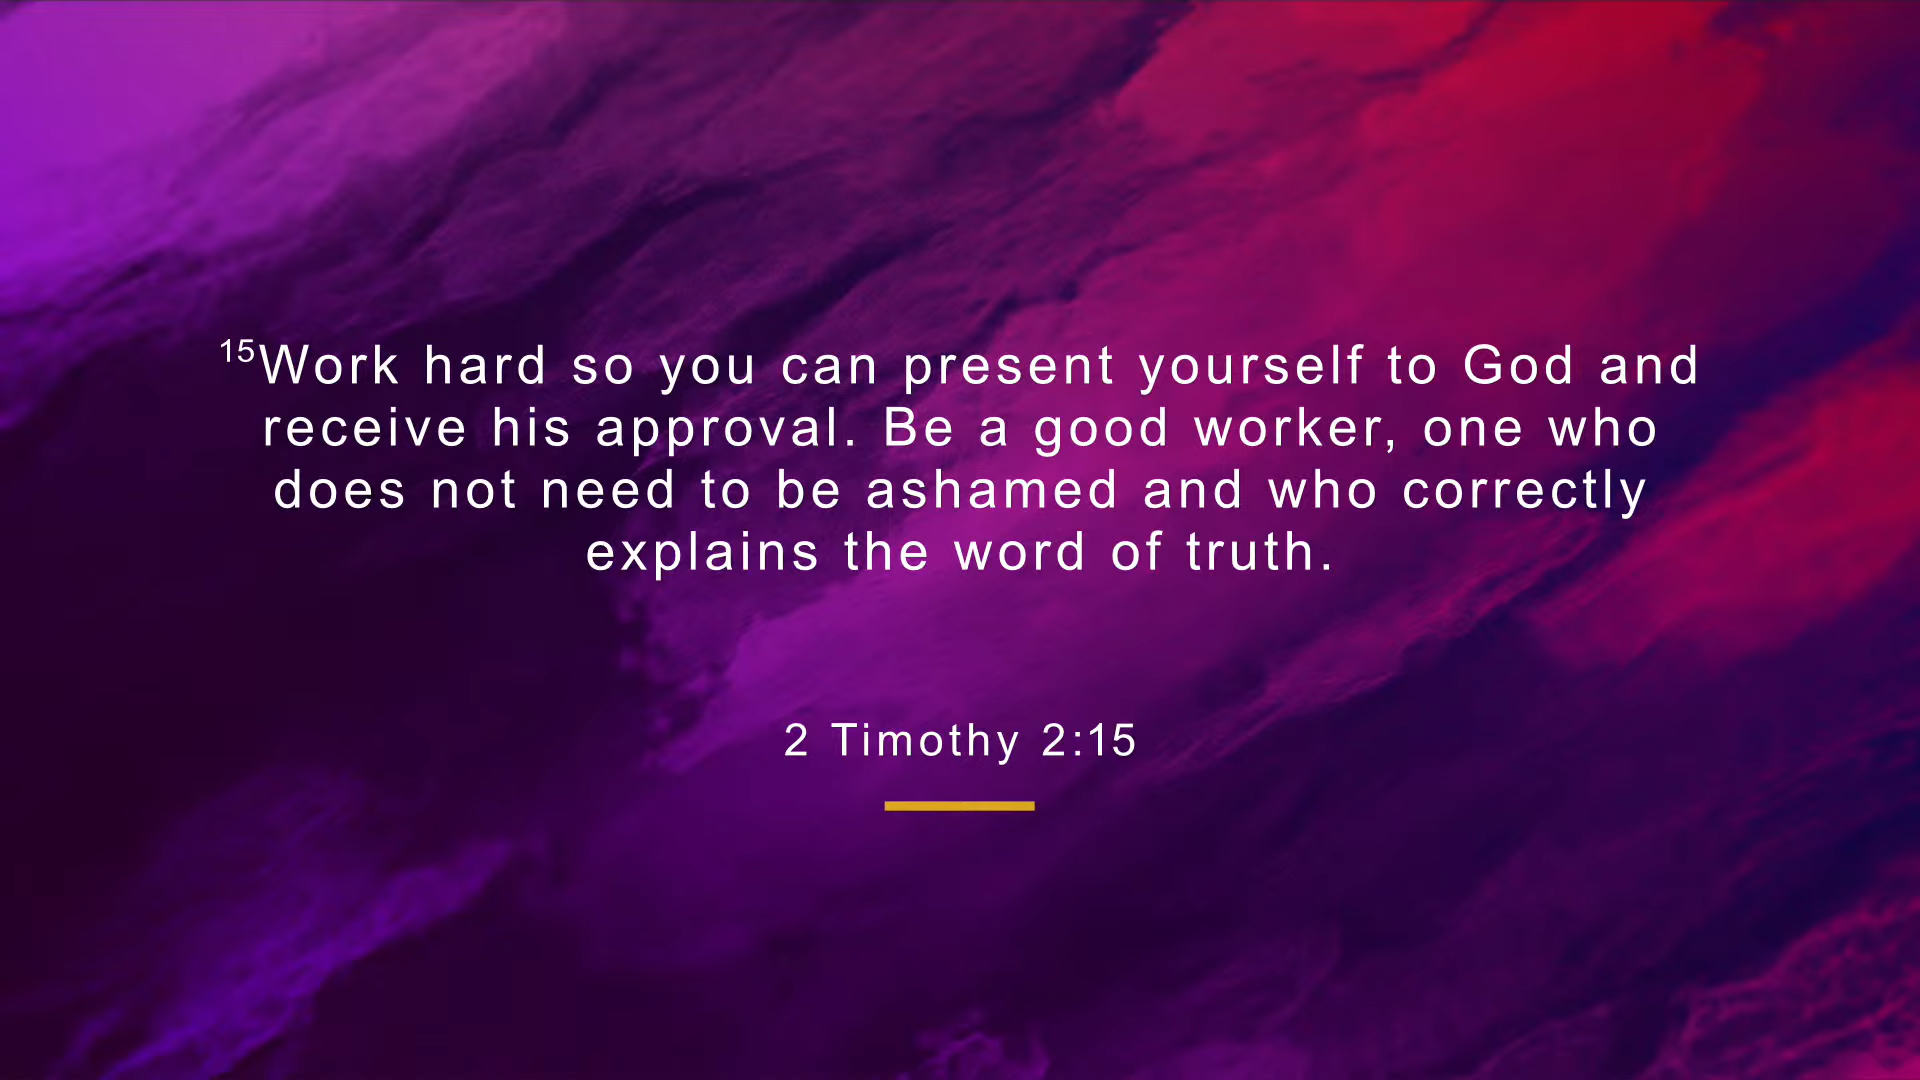 15Work hard so you can present yourself to God and
receive his approval. Be a good worker, one who
does not need to be ashamed and who correctly
explains the word of truth.
2 Timothy 2:15